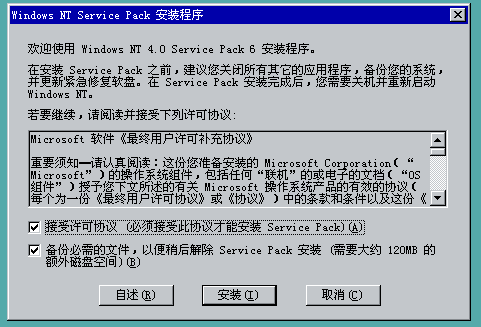 Windows NT Service Pack 安装程序
欢迎使用 Windows NT 4.0 Service Pack 6 安装程序。
在安装 Service Pack 之前,建议您关闭所有其它的应用程序,备份您的系统,
并更新紧急修复软盘。在 Service Pack 安装完成后,您需要关机并重新启动
Windows NT。
若要继续,请阅读并接受下列许可协议:
Microsoft 软件《最终用户许可补充协议》
重要须知──请认真阅读:这份您准备安装的 Microsoft Corporation(“
Microsoft”)的操作系统组件,包括任何“联机”的或电子的文档(“OS
组件”)授予您下文所述的有关 Microsoft 操作系统产品的有效的协议(
每个为一份《最终用户许可协议》或《协议》)中的条款和条件以及这份《
接受许可协议 (必须接受此协议才能安装 Service Pack)(A)
备份必需的文件,以便稍后解除 Service Pack 安装 (需要大约 120MB 的
额外磁盘空间)(B)
自述(R) 安装(I) 取消(C)